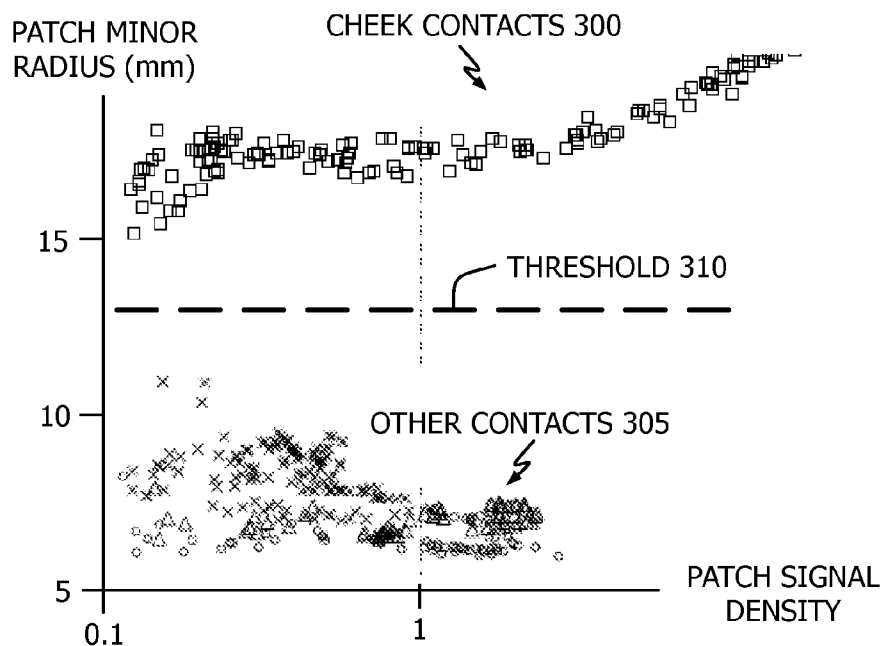 PATCH MINOR
RADIUS (mm)
CHEEK CONTACTS 300
15
THRESHOLD 310
10
OTHER CONTACTS 305
5
0.1
1
PATCH SIGNAL
DENSITY